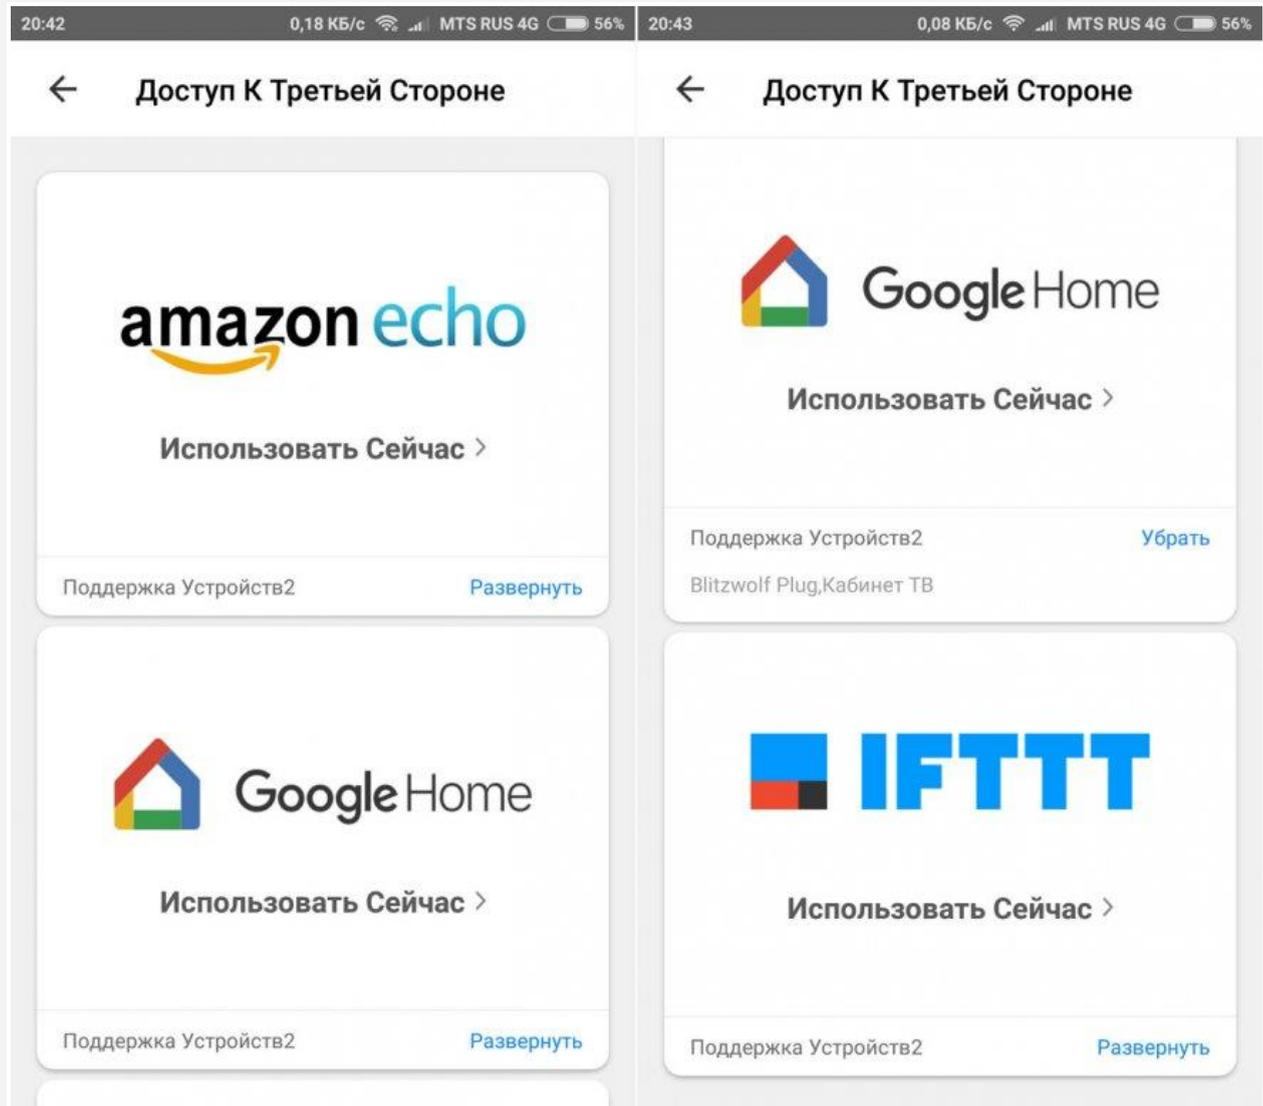 20:42 0,18 КБ/с MTS RUS 4G 56%
Доступ К Третьей Стороне
amazon echo
Использовать Сейчас >
Поддержка Устройств2 Развернуть
Google Home
Использовать Сейчас >
Поддержка Устройств2 Развернуть
20:43 0,08 КБ/с MTS RUS 4G 56%
Доступ К Третьей Стороне
Google Home
Использовать Сейчас >
Поддержка Устройств2 Убрать
Blitzwolf Plug,Кабинет ТВ
IFTTT
Использовать Сейчас >
Поддержка Устройств2 Развернуть